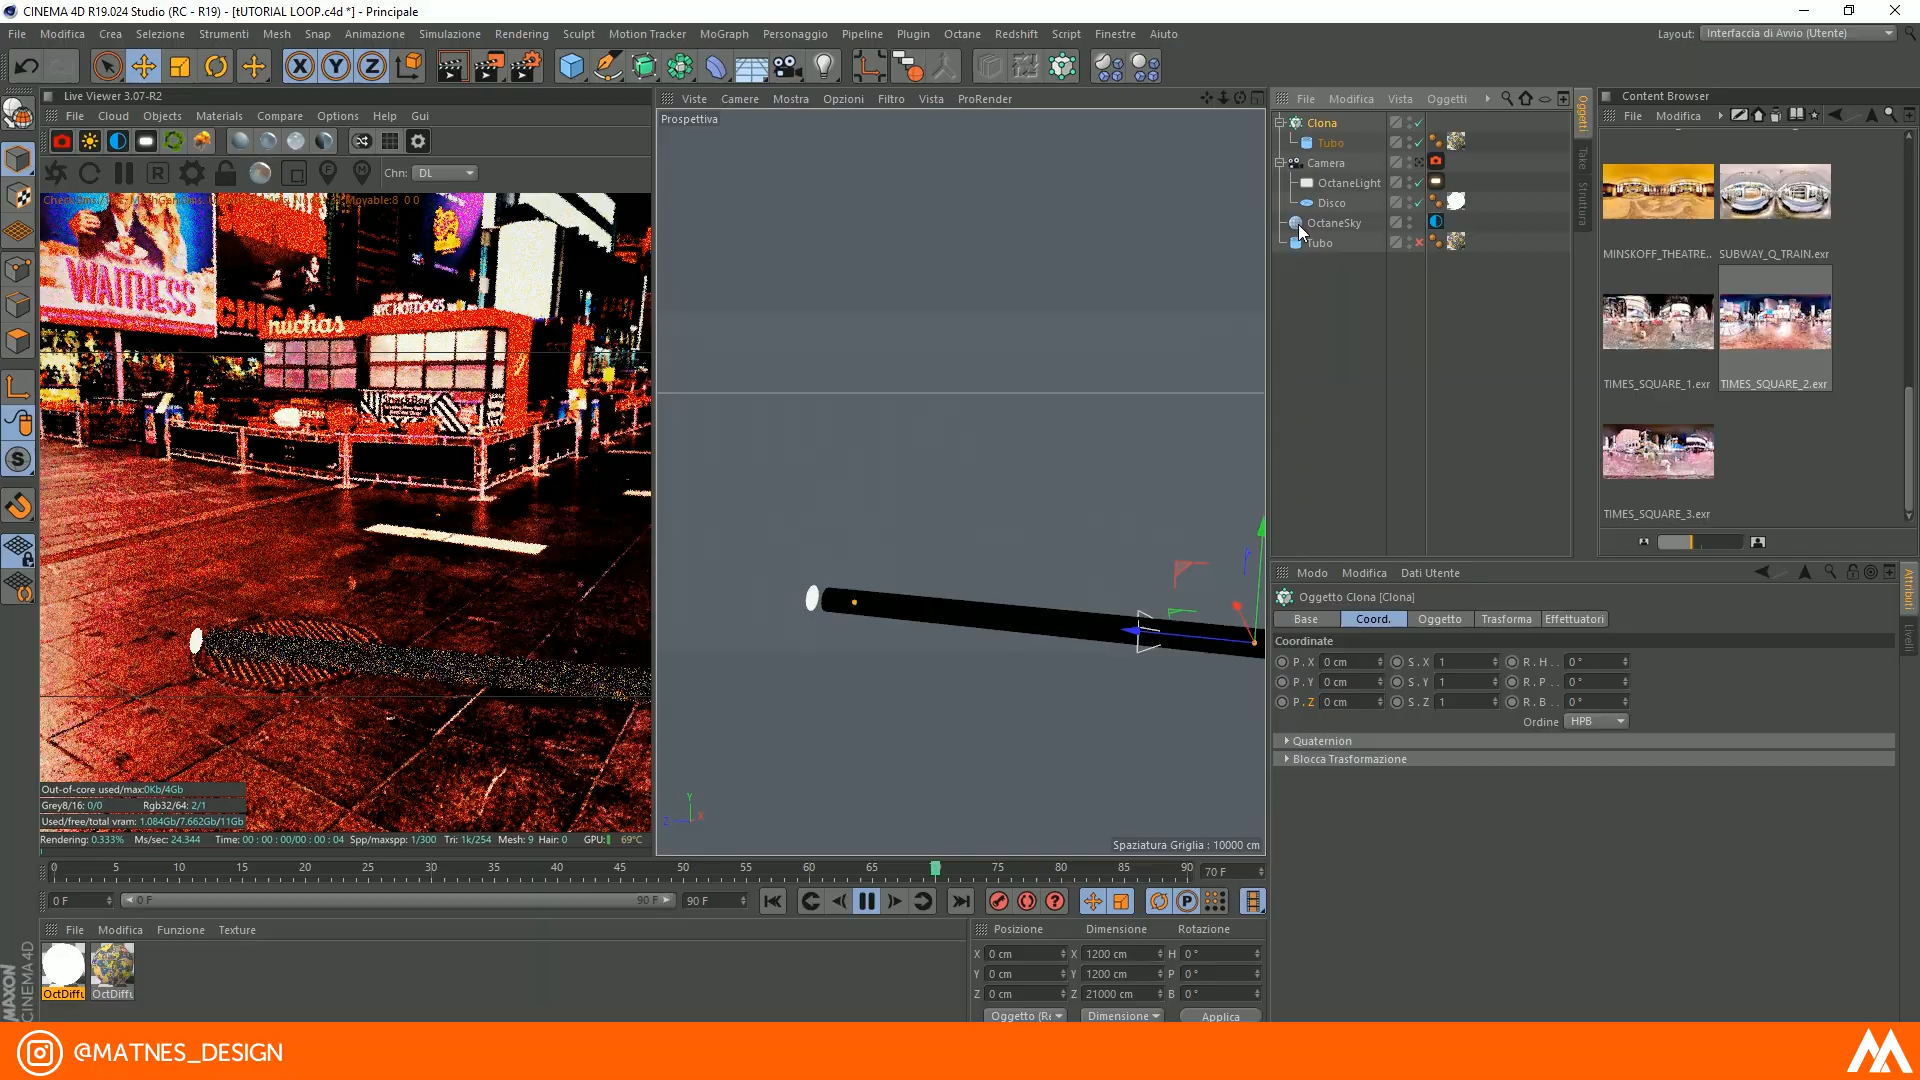 CINEMA 4D R19.024 Studio (RC - R19) - [tUTORIAL LOOP.c4d *] - Principale
File Modifica Crea Selezione Strumenti Mesh Snap Animazione Simulazione Rendering Sculpt Motion Tracker MoGraph Personaggio Pipeline Plugin Octane Redshift Script Finestre Aiuto
Layout: Interfaccia di Avvio (Utente)
Live Viewer 3.07-R2
File Cloud Objects Materials Compare Options Help Gui
Chn: DL
WAITRESS
nuchas
NYC HOTDOGS
Out-of-core used/max:0Kb/4Gb
Grey8/16: 0/0 Rgb32/64: 2/1
Used/free/total vram: 1.084Gb/7.662Gb/11Gb
Rendering: 0.333% Ms/sec: 24.344 Time: 00 : 00 : 00/00 : 00 : 04 Spp/maxspp: 1/300 Tri: 1k/254 Mesh: 9 Hair: 0 GPU: 69°C
Viste Camere Mostra Opzioni Filtro Vista ProRender
Prospettiva
Y
Z X
Spaziatura Griglia : 10000 cm
File Modifica Vista Oggetti
Clona
Tubo
Camera
OctaneLight
Disco
OctaneSky
Tubo
Oggetti
Take
Struttura
Content Browser
File Modifica
MINSKOFF_THEATRE.. SUBWAY_Q_TRAIN.exr
TIMES_SQUARE_1.exr TIMES_SQUARE_2.exr
TIMES_SQUARE_3.exr
Modo Modifica Dati Utente
Oggetto Clona [Clona]
Base Coord. Oggetto Trasforma Effettuatori
Coordinate
P . X 0 cm S . X 1 R . H . . 0 °
P . Y 0 cm S . Y 1 R . P . . 0 °
P . Z 0 cm S . Z 1 R . B . . 0 °
Ordine HPB
Quaternion
Blocca Trasformazione
Attributi
Livelli
0 5 10 15 20 25 30 35 40 45 50 55 60 65 75 80 85 90 70 F
0 F 0 F 90 F 90 F
File Modifica Funzione Texture
OctDiffu OctDiffu
Posizione Dimensione Rotazione
X 0 cm X 1200 cm H 0 °
Y 0 cm Y 1200 cm P 0 °
Z 0 cm Z 21000 cm B 0 °
Oggetto (Re Dimensione Applica
MAXON
CINEMA 4D
@MATNES_DESIGN